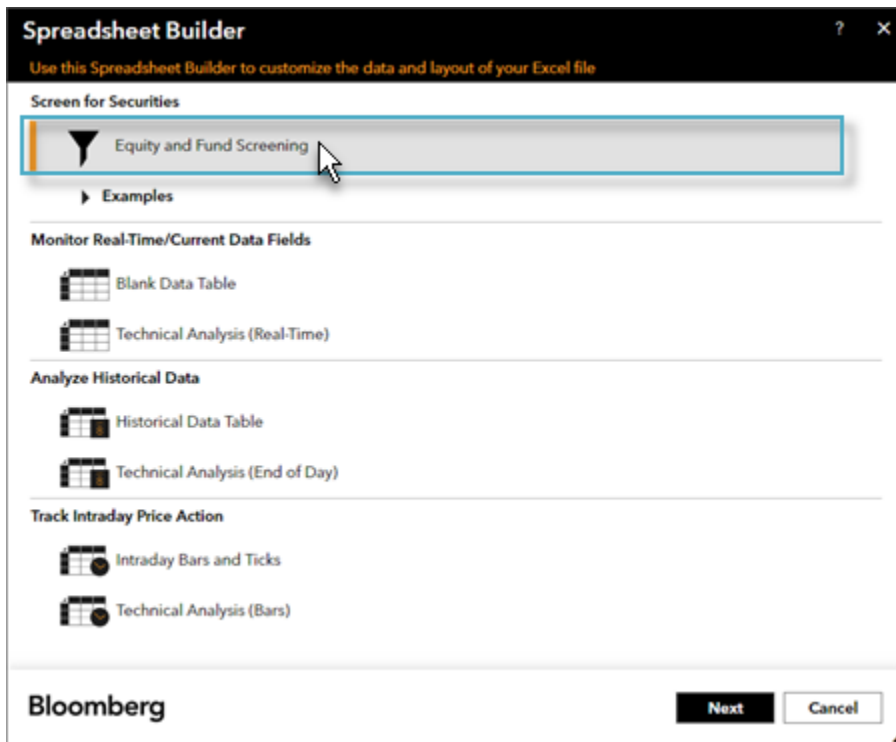 Spreadsheet Builder
? ×
Use this Spreadsheet Builder to customize the data and layout of your Excel file
Screen for Securities
Equity and Fund Screening
Examples
Monitor Real-Time/Current Data Fields
Blank Data Table
Technical Analysis (Real-Time)
Analyze Historical Data
Historical Data Table
Technical Analysis (End of Day)
Track Intraday Price Action
Intraday Bars and Ticks
Technical Analysis (Bars)
Bloomberg
Next
Cancel